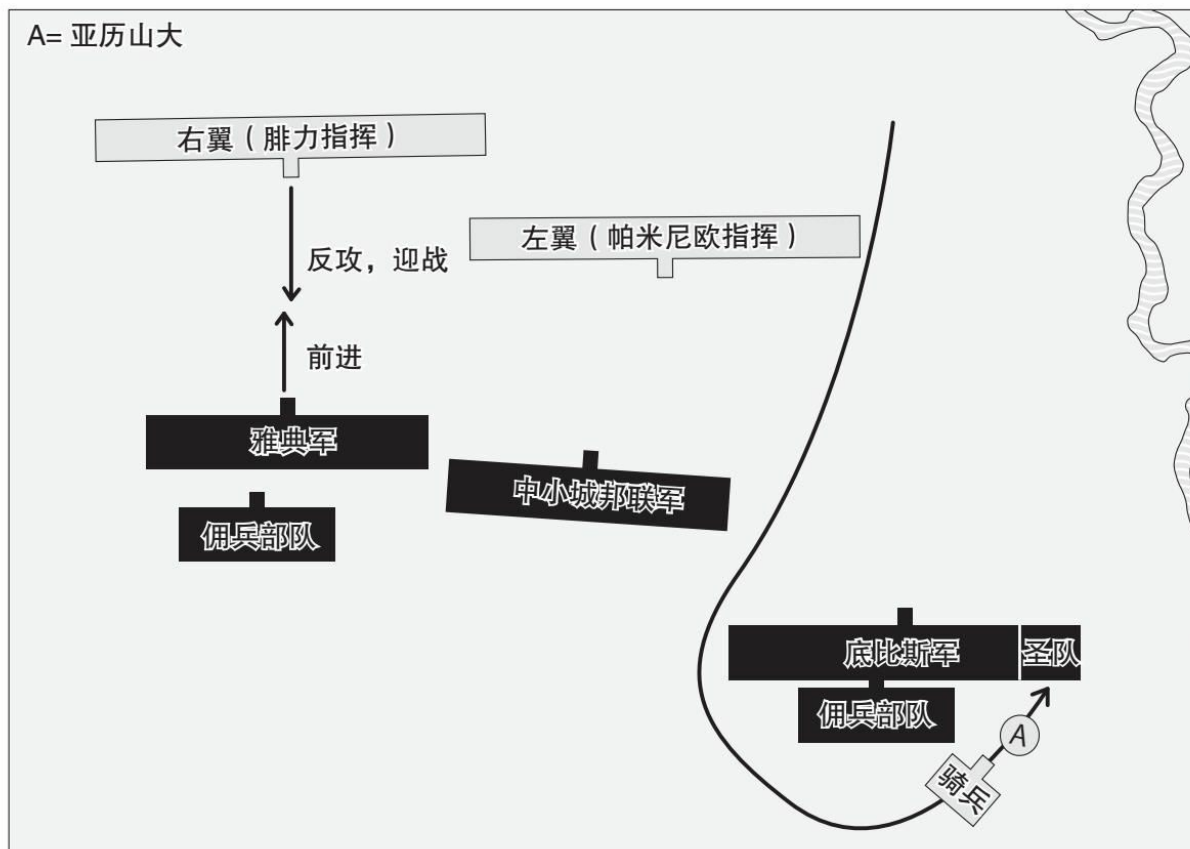 A= 亚历山大
右翼（腓力指挥）
左翼（帕米尼欧指挥）
反攻，迎战
前进
雅典军
中小城邦联军
佣兵部队
底比斯军
圣队
佣兵部队
A
骑兵